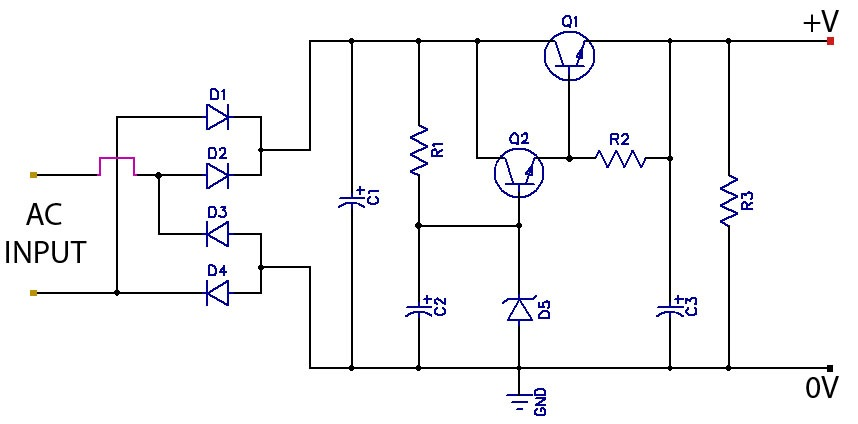 Q1
+V
D1
D2
R1
Q2
R2
AC
INPUT
D3
C1
R3
D4
C2
D5
C3
GND
0V